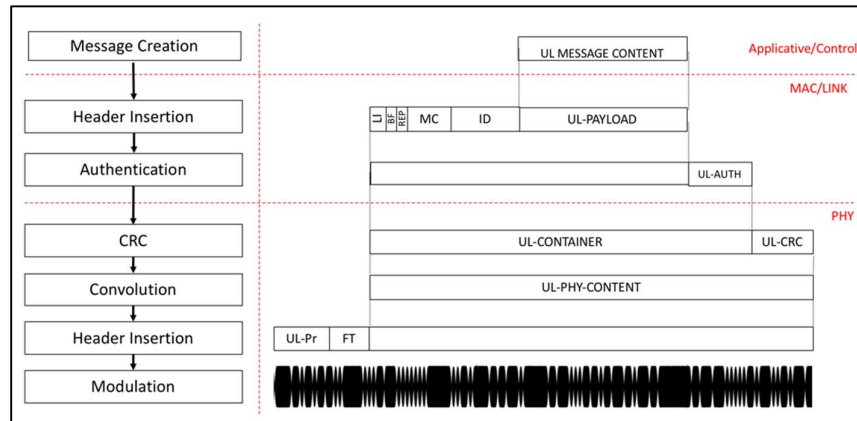 Message Creation
UL MESSAGE CONTENT
Applicative/Control
MAC/LINK
Header Insertion
LI
BF
REP
MC
ID
UL-PAYLOAD
Authentication
UL-AUTH
PHY
CRC
UL-CONTAINER
UL-CRC
Convolution
UL-PHY-CONTENT
Header Insertion
UL-Pr
FT
Modulation